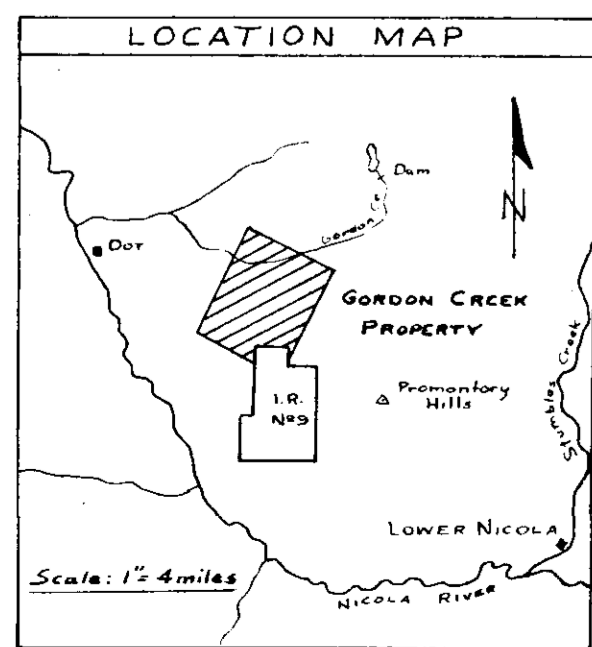 LOCATION MAP
Dam
Gordon Cr.
N
DOT
GORDON CREEK
PROPERTY
Stumbles Creek
I.R.
Nº9
Promontory
Hills
LOWER NICOLA
Scale: 1" = 4 miles
NICOLA RIVER